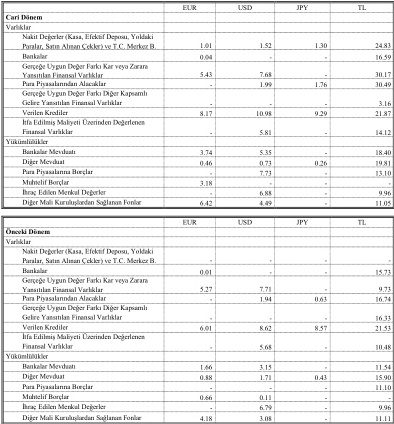 EUR USD JPY TL
Cari Dönem
Varlıklar
Nakit Değerler (Kasa, Efektif Deposu, Yoldaki
Paralar, Satın Alınan Çekler) ve T.C. Merkez B. 1.01 1.52 1.30 24.83
Bankalar 0.04 - - 16.59
Gerçeğe Uygun Değer Farkı Kar veya Zarara
Yansıtılan Finansal Varlıklar 5.43 7.68 - 30.17
Para Piyasalarından Alacaklar - 1.99 1.76 30.49
Gerçeğe Uygun Değer Farkı Diğer Kapsamlı
Gelire Yansıtılan Finansal Varlıklar - - - 3.16
Verilen Krediler 8.17 10.98 9.29 21.87
İtfa Edilmiş Maliyeti Üzerinden Değerlenen
Finansal Varlıklar - 5.81 - 14.12
Yükümlülükler
Bankalar Mevduatı 3.74 5.35 - 18.40
Diğer Mevduat 0.46 0.73 0.26 19.81
Para Piyasalarına Borçlar - 7.73 - 13.10
Muhtelif Borçlar 3.18 - - -
İhraç Edilen Menkul Değerler - 6.88 - 9.96
Diğer Mali Kuruluşlardan Sağlanan Fonlar 6.42 4.49 - 11.05
EUR USD JPY TL
Önceki Dönem
Varlıklar
Nakit Değerler (Kasa, Efektif Deposu, Yoldaki
Paralar, Satın Alınan Çekler) ve T.C. Merkez B. - - - -
Bankalar 0.01 - - 15.73
Gerçeğe Uygun Değer Farkı Kar veya Zarara
Yansıtılan Finansal Varlıklar 5.27 7.71 - 9.73
Para Piyasalarından Alacaklar - 1.94 0.63 16.74
Gerçeğe Uygun Değer Farkı Diğer Kapsamlı
Gelire Yansıtılan Finansal Varlıklar - - - 16.33
Verilen Krediler 6.01 8.62 8.57 21.53
İtfa Edilmiş Maliyeti Üzerinden Değerlenen
Finansal Varlıklar - 5.68 - 10.48
Yükümlülükler
Bankalar Mevduatı 1.66 3.15 - 11.54
Diğer Mevduat 0.88 1.71 0.43 15.90
Para Piyasalarına Borçlar - - - 11.10
Muhtelif Borçlar 0.66 0.11 - -
İhraç Edilen Menkul Değerler - 6.79 - 9.96
Diğer Mali Kuruluşlardan Sağlanan Fonlar 4.18 3.08 - 11.11